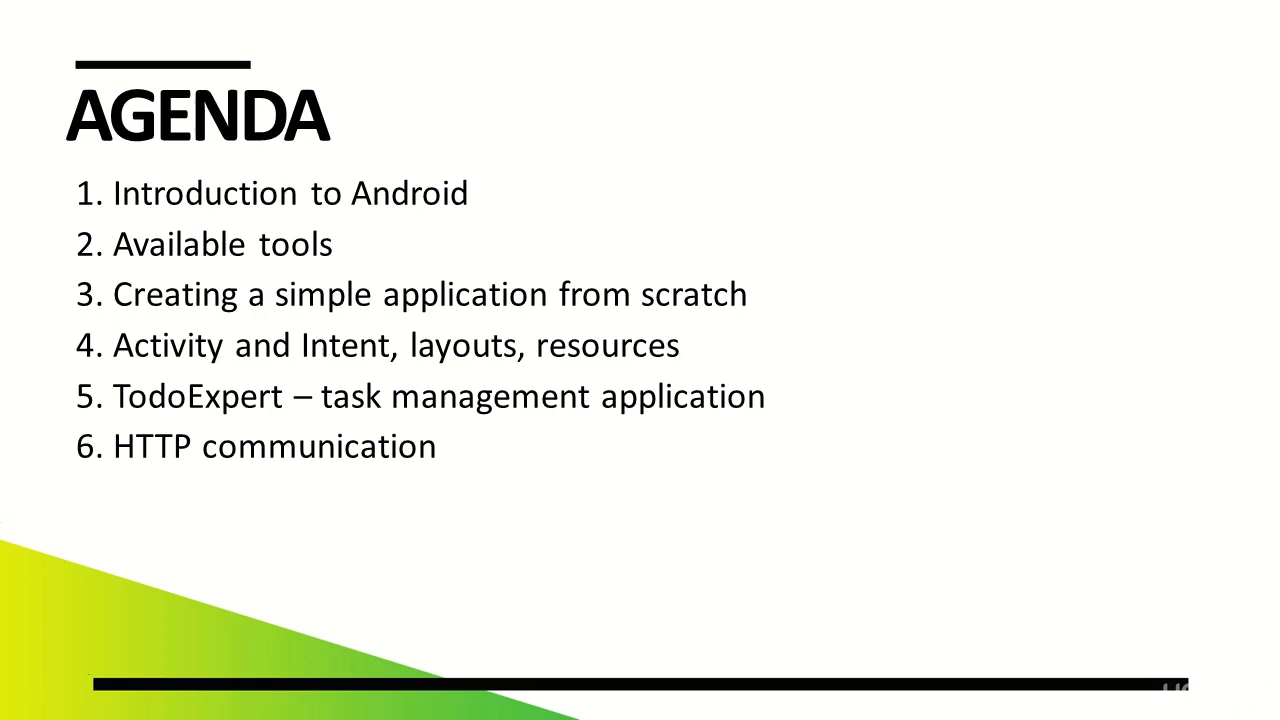 AGENDA
1. Introduction to Android
2. Available tools
3. Creating a simple application from scratch
4. Activity and Intent, layouts, resources
5. TodoExpert – task management application
6. HTTP communication